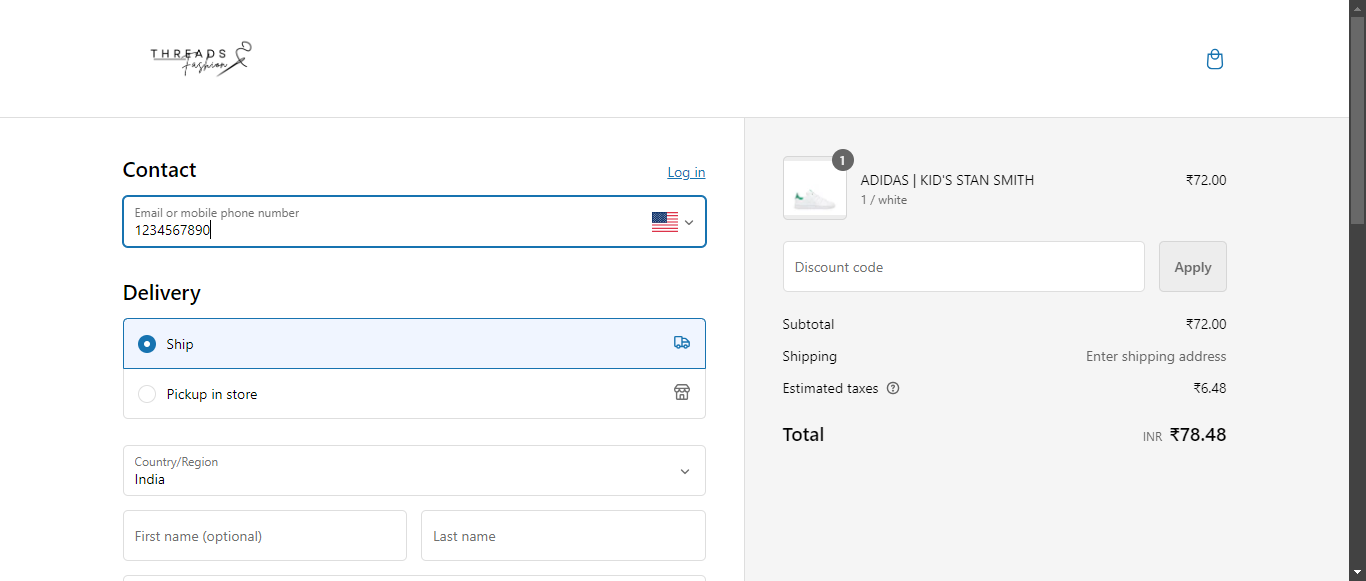 THREADS
Fashion
Contact
Log in
Email or mobile phone number
1234567890
Delivery
Ship
Pickup in store
Country/Region
India
First name (optional)
Last name
1
ADIDAS | KID'S STAN SMITH
₹72.00
1 / white
Discount code
Apply
Subtotal
₹72.00
Shipping
Enter shipping address
Estimated taxes
₹6.48
Total
INR ₹78.48